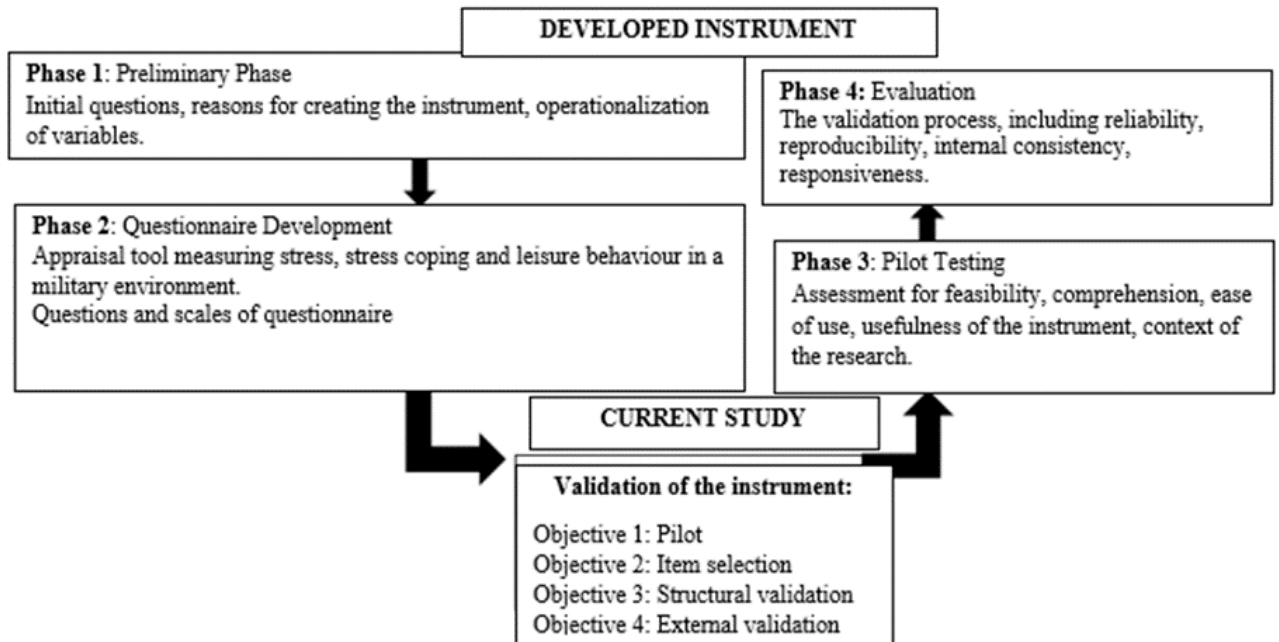 DEVELOPED INSTRUMENT
Phase 1: Preliminary Phase
Initial questions, reasons for creating the instrument, operationalization
of variables.
Phase 2: Questionnaire Development
Appraisal tool measuring stress, stress coping and leisure behaviour in a
military environment.
Questions and scales of questionnaire
CURRENT STUDY
Validation of the instrument:
Objective 1: Pilot
Objective 2: Item selection
Objective 3: Structural validation
Objective 4: External validation
Phase 3: Pilot Testing
Assessment for feasibility, comprehension, ease
of use, usefulness of the instrument, context of
the research.
Phase 4: Evaluation
The validation process, including reliability,
reproducibility, internal consistency,
responsiveness.